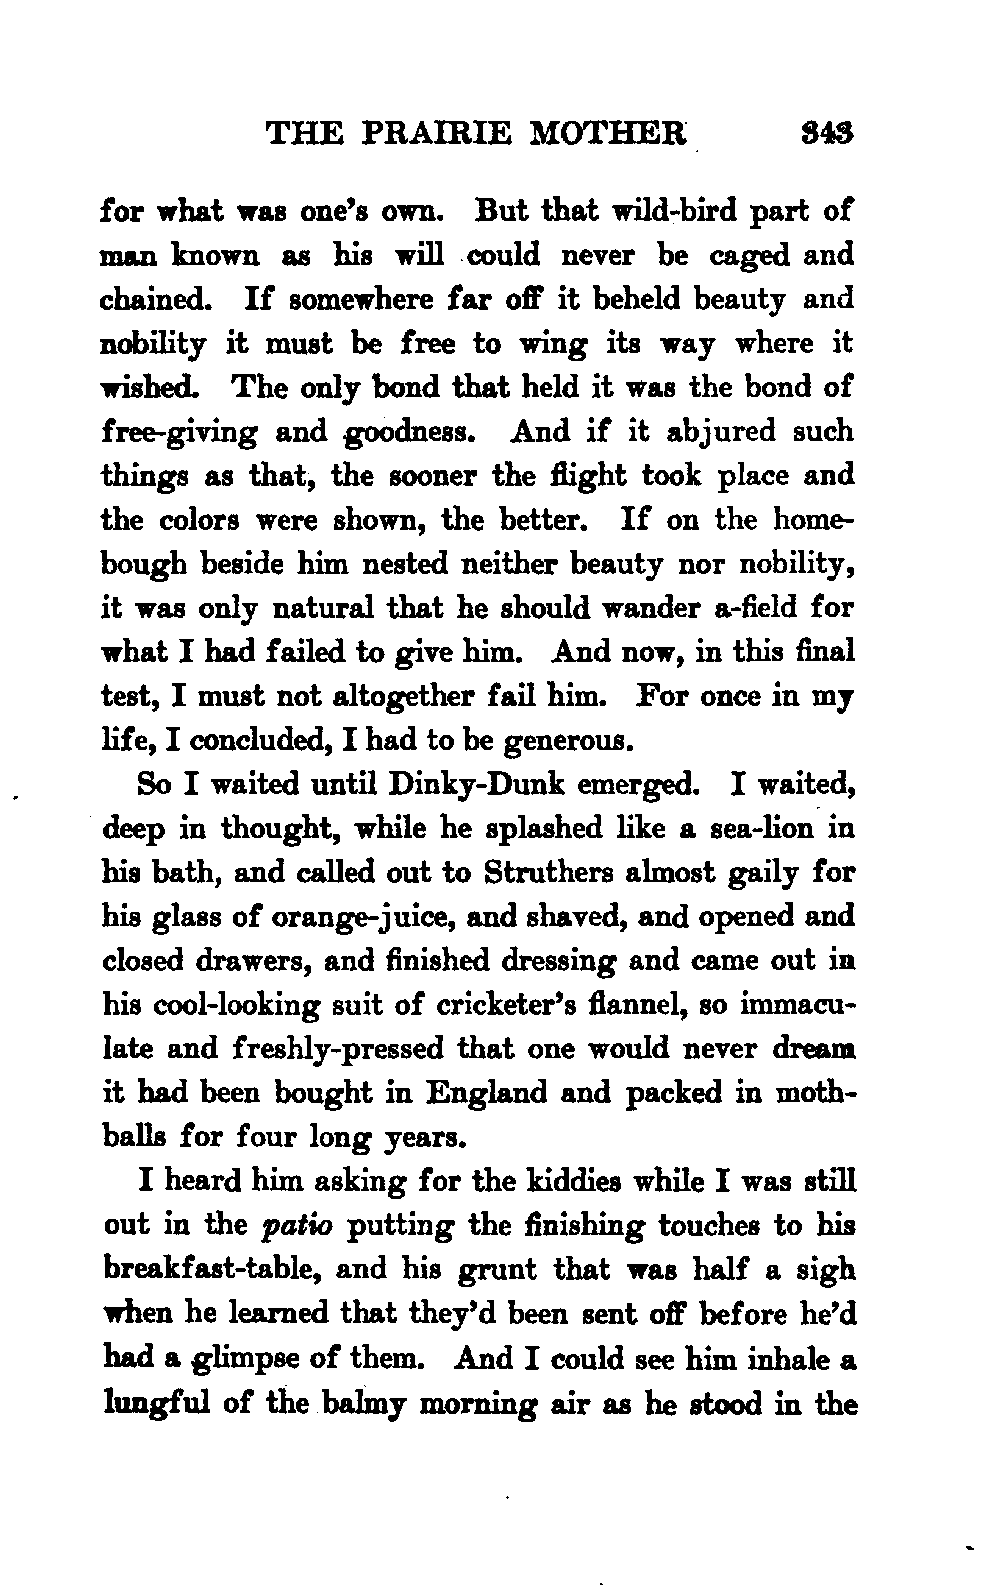 THE PRAIRIE MOTHER 343
for what was one's own. But that wild-bird part of
man known as his will could never be caged and
chained. If somewhere far off it beheld beauty and
nobility it must be free to wing its way where it
wished. The only bond that held it was the bond of
free-giving and goodness. And if it abjured such
things as that, the sooner the flight took place and
the colors were shown, the better. If on the home-
bough beside him nested neither beauty nor nobility,
it was only natural that he should wander a-field for
what I had failed to give him. And now, in this final
test, I must not altogether fail him. For once in my
life, I concluded, I had to be generous.
So I waited until Dinky-Dunk emerged. I waited,
deep in thought, while he splashed like a sea-lion in
his bath, and called out to Struthers almost gaily for
his glass of orange-juice, and shaved, and opened and
closed drawers, and finished dressing and came out in
his cool-looking suit of cricketer's flannel, so immacu-
late and freshly-pressed that one would never dream
it had been bought in England and packed in moth-
balls for four long years.
I heard him asking for the kiddies while I was still
out in the patio putting the finishing touches to his
breakfast-table, and his grunt that was half a sigh
when he learned that they'd been sent off before he'd
had a glimpse of them. And I could see him inhale a
lungful of the balmy morning air as he stood in the